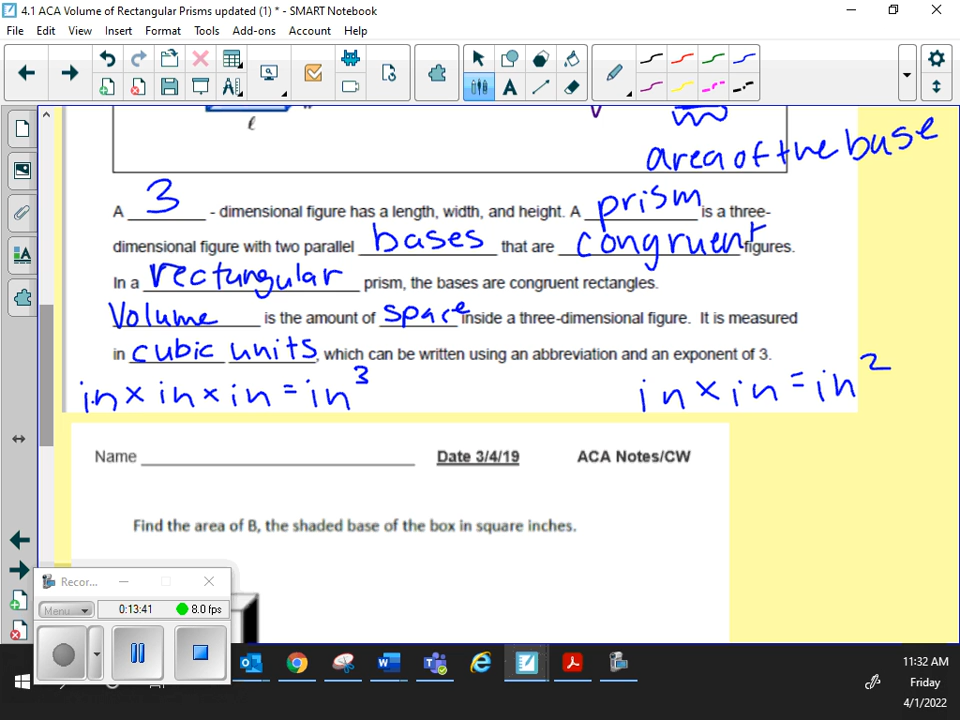 4.1 ACA Volume of Rectangular Prisms updated (1) * - SMART Notebook
File Edit View Insert Format Tools Add-ons Account Help
ℓ
area of the base
A 3 - dimensional figure has a length, width, and height. A prism is a three-
dimensional figure with two parallel bases that are congruent figures.
In a rectangular prism, the bases are congruent rectangles.
Volume is the amount of space inside a three-dimensional figure. It is measured
in cubic units, which can be written using an abbreviation and an exponent of 3.
in × in × in = in³ in × in = in²
Name Date 3/4/19 ACA Notes/CW
Find the area of B, the shaded base of the box in square inches.
Recor...
Menu 0:13:41 8.0 fps
11:32 AM
Friday
4/1/2022